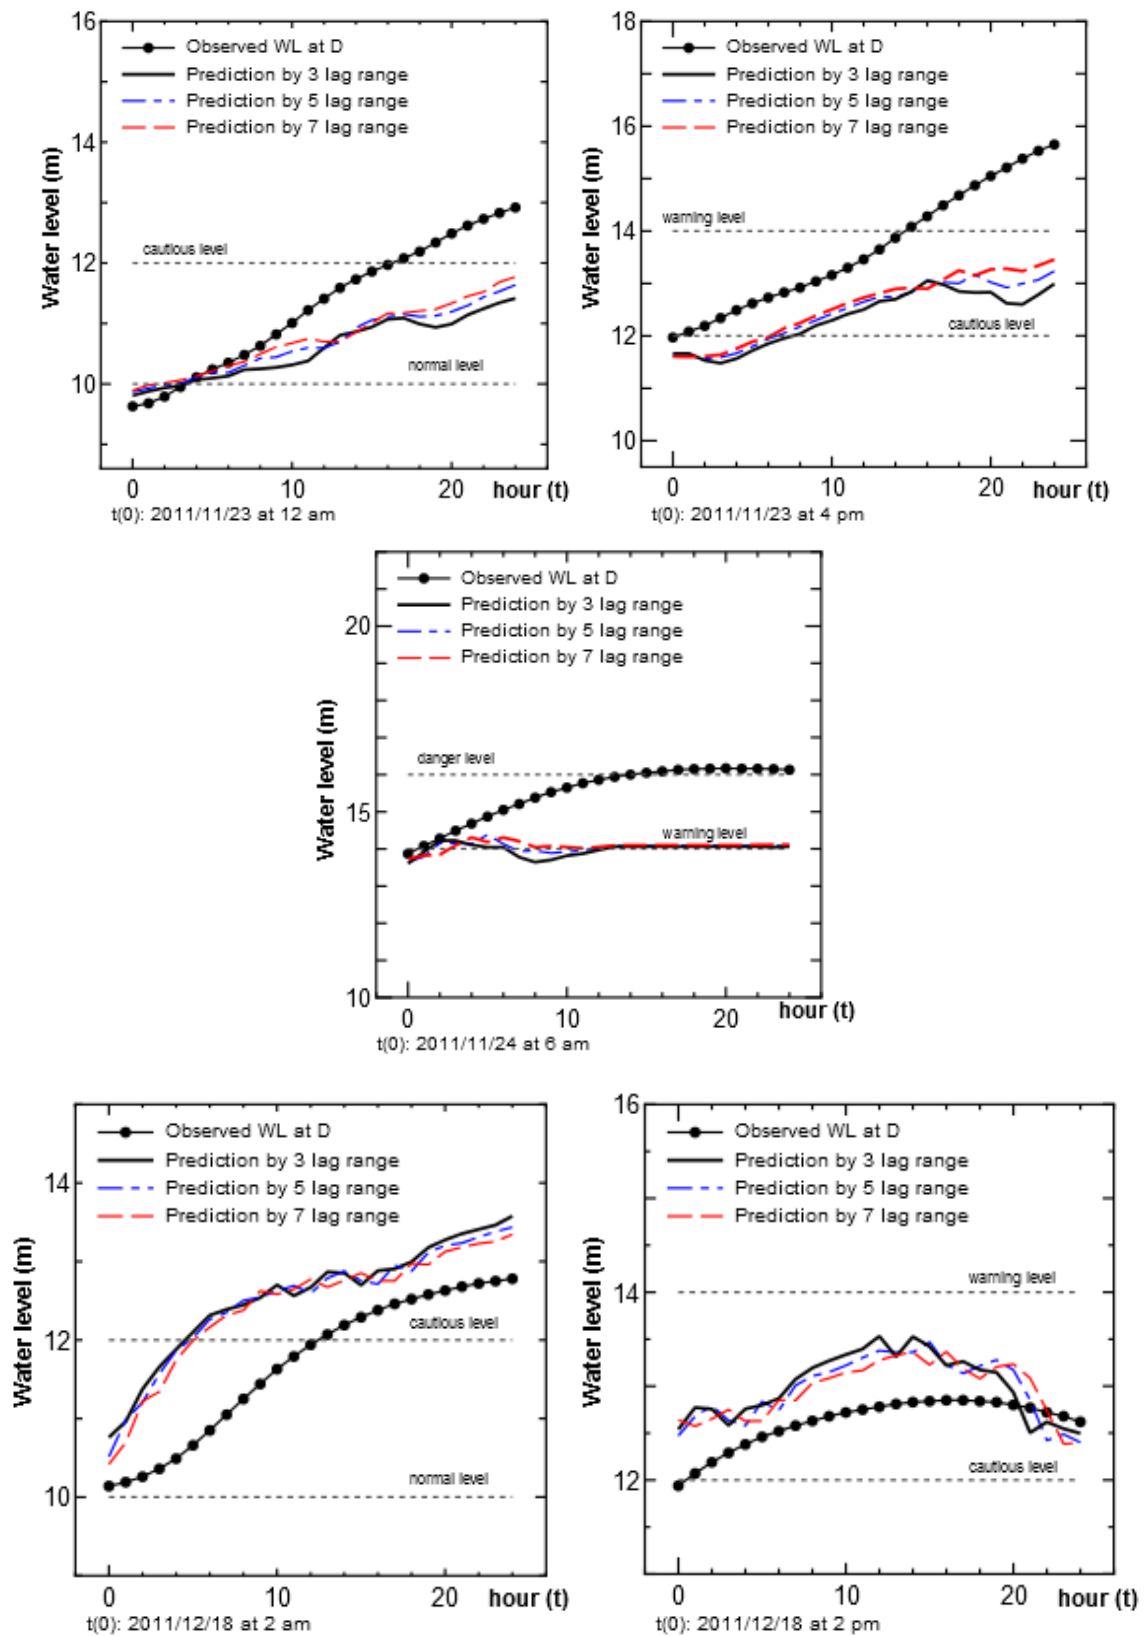 16
14
12
10
Water level (m)
Observed WL at D
Prediction by 3 lag range
Prediction by 5 lag range
Prediction by 7 lag range
cautious level
normal level
0
10
20
hour (t)
t(0): 2011/11/23 at 12 am
18
16
14
12
10
Water level (m)
Observed WL at D
Prediction by 3 lag range
Prediction by 5 lag range
Prediction by 7 lag range
warning level
cautious level
0
10
20
hour (t)
t(0): 2011/11/23 at 4 pm
20
15
10
Water level (m)
Observed WL at D
Prediction by 3 lag range
Prediction by 5 lag range
Prediction by 7 lag range
danger level
warning level
0
10
20
hour (t)
t(0): 2011/11/24 at 6 am
14
12
10
Water level (m)
Observed WL at D
Prediction by 3 lag range
Prediction by 5 lag range
Prediction by 7 lag range
cautious level
normal level
0
10
20
hour (t)
t(0): 2011/12/18 at 2 am
16
14
12
Water level (m)
Observed WL at D
Prediction by 3 lag range
Prediction by 5 lag range
Prediction by 7 lag range
warning level
cautious level
0
10
20
hour (t)
t(0): 2011/12/18 at 2 pm